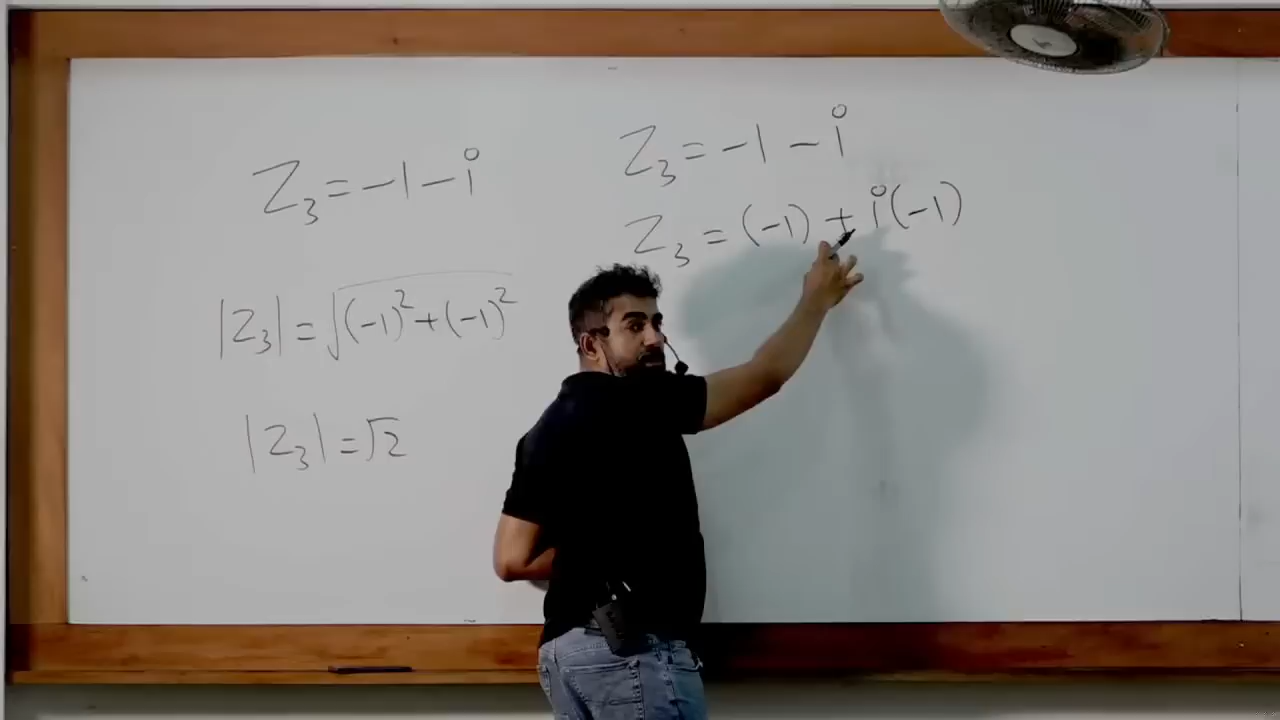 Z₃ = -1 - i
|Z₃| = √((-1)² + (-1)²)
|Z₃| = √2
Z₃ = -1 - i
Z₃ = (-1) + i(-1)